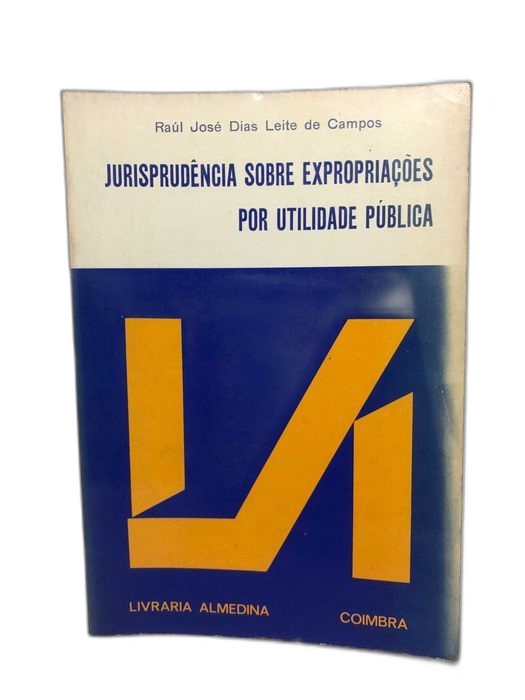 Raúl José Dias Leite de Campos
JURISPRUDÊNCIA SOBRE EXPROPRIAÇÕES
POR UTILIDADE PÚBLICA
LIVRARIA ALMEDINA
COIMBRA